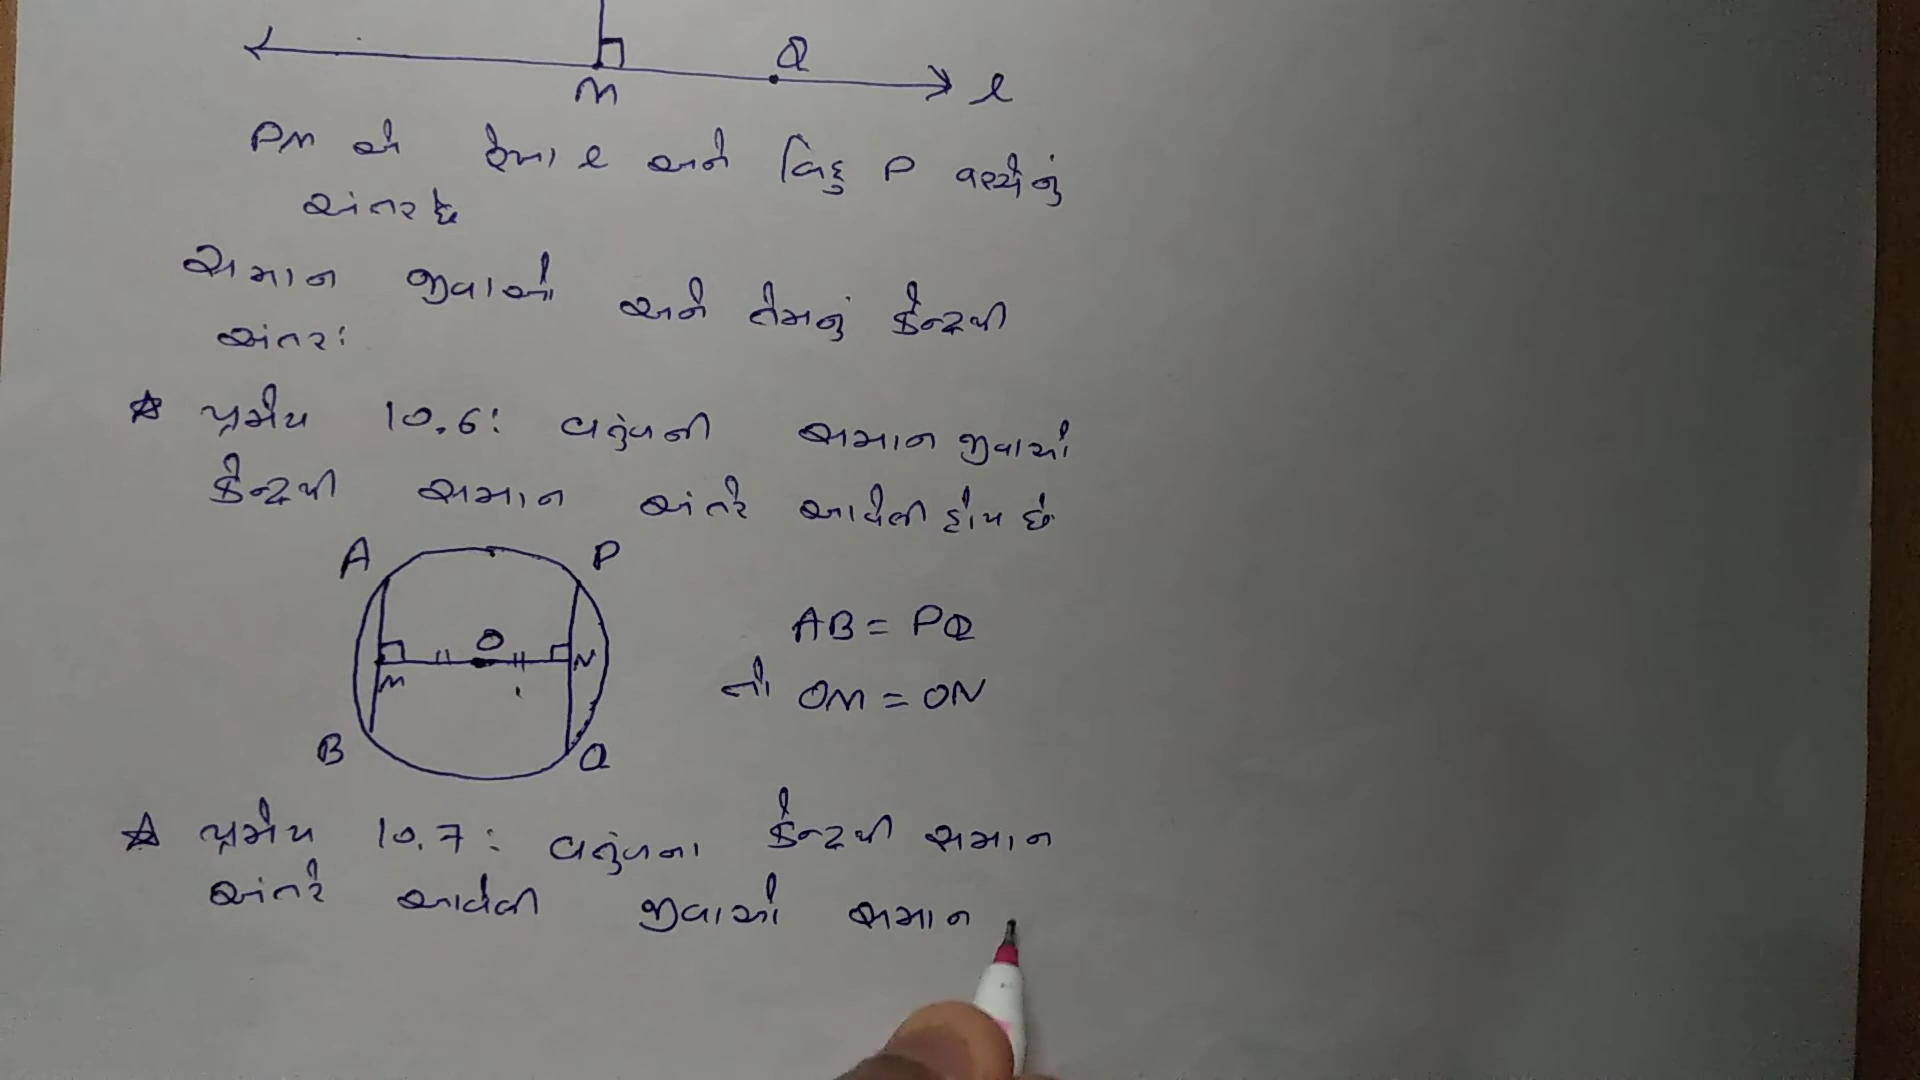 Q
M
l
PM એ રેખા l અને બિંદુ P વચ્ચેનું
અંતર છે
સમાન જીવાઓ અને તેમનું કેન્દ્રથી
અંતર:
☆ પ્રમેય 10.6: વર્તુળની સમાન જીવાઓ
કેન્દ્રથી સમાન અંતરે આવેલી હોય છે
A P
O
M N
B Q
AB = PQ
તો OM = ON
☆ પ્રમેય 10.7: વર્તુળના કેન્દ્રથી સમાન
અંતરે આવેલી જીવાઓ સમાન